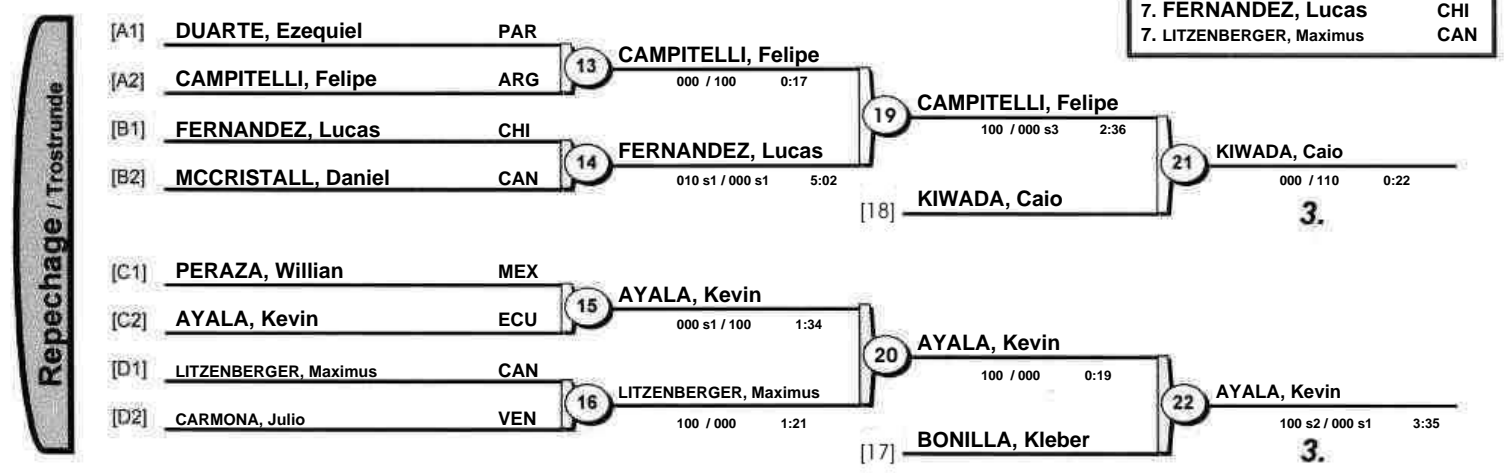 7. FERNANDEZ, Lucas CHI
7. LITZENBERGER, Maximus CAN
Repechage / Trostrunde
[A1] DUARTE, Ezequiel PAR
[A2] CAMPITELLI, Felipe ARG
13 CAMPITELLI, Felipe
000 / 100 0:17
[B1] FERNANDEZ, Lucas CHI
[B2] MCCRISTALL, Daniel CAN
14 FERNANDEZ, Lucas
010 s1 / 000 s1 5:02
19 CAMPITELLI, Felipe
100 / 000 s3 2:36
[18] KIWADA, Caio
21 KIWADA, Caio
000 / 110 0:22
3.
[C1] PERAZA, Willian MEX
[C2] AYALA, Kevin ECU
15 AYALA, Kevin
000 s1 / 100 1:34
[D1] LITZENBERGER, Maximus CAN
[D2] CARMONA, Julio VEN
16 LITZENBERGER, Maximus
100 / 000 1:21
20 AYALA, Kevin
100 / 000 0:19
[17] BONILLA, Kleber
22 AYALA, Kevin
100 s2 / 000 s1 3:35
3.